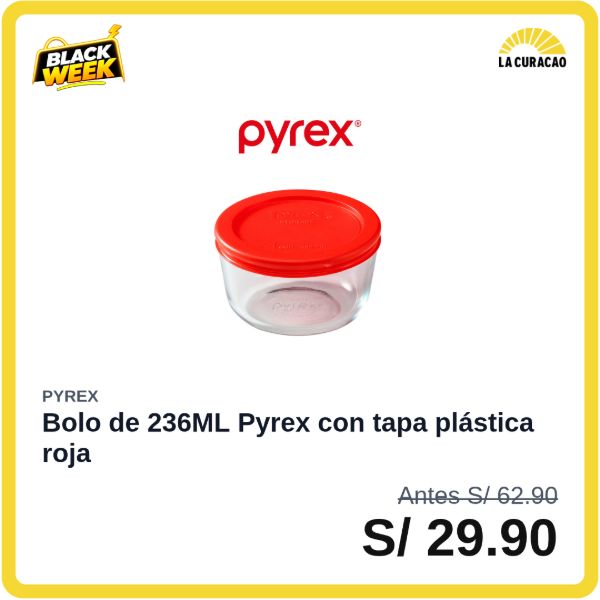 BLACK
WEEK
LA CURACAO
pyrex®
PYREX
Bolo de 236ML Pyrex con tapa plástica
roja
Antes S/ 62.90
S/ 29.90